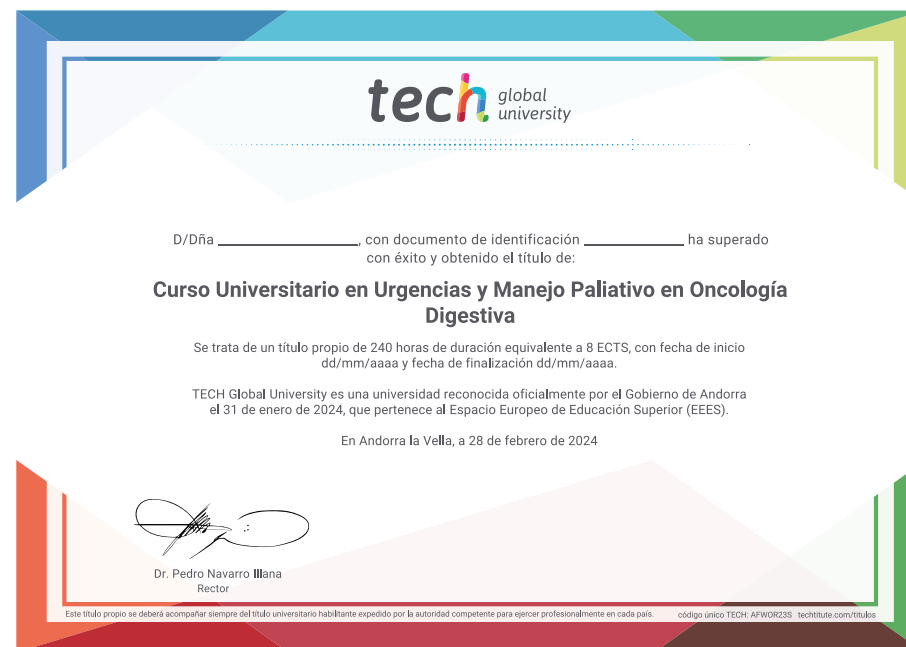 tech global
university
D/Dña ______________, con documento de identificación __________ ha superado
con éxito y obtenido el título de:
Curso Universitario en Urgencias y Manejo Paliativo en Oncología
Digestiva
Se trata de un título propio de 240 horas de duración equivalente a 8 ECTS, con fecha de inicio
dd/mm/aaaa y fecha de finalización dd/mm/aaaa.
TECH Global University es una universidad reconocida oficialmente por el Gobierno de Andorra
el 31 de enero de 2024, que pertenece al Espacio Europeo de Educación Superior (EEES).
En Andorra la Vella, a 28 de febrero de 2024
Dr. Pedro Navarro Illana
Rector
Este título propio se deberá acompañar siempre del título universitario habilitante expedido por la autoridad competente para ejercer profesionalmente en cada país. código único TECH: AFWOR23S techtitute.com/titulos